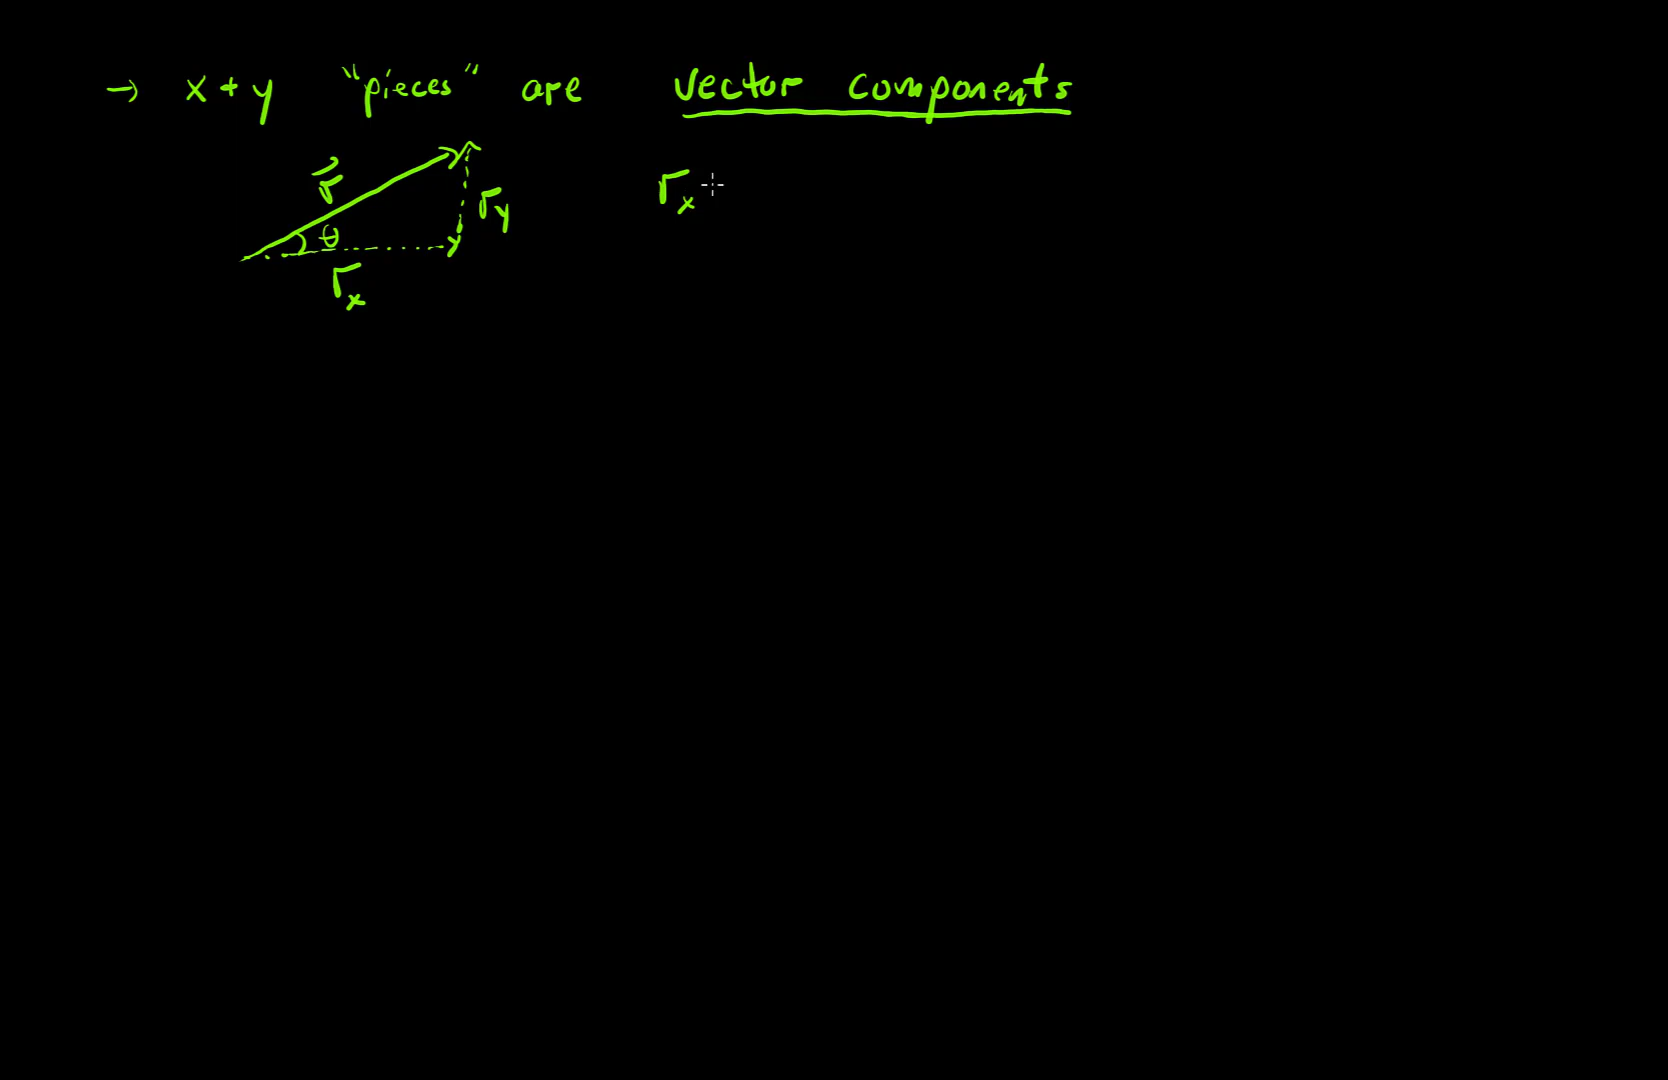 → x + y "pieces" are vector components
r⃗
θ
r_y
r_x
r_x